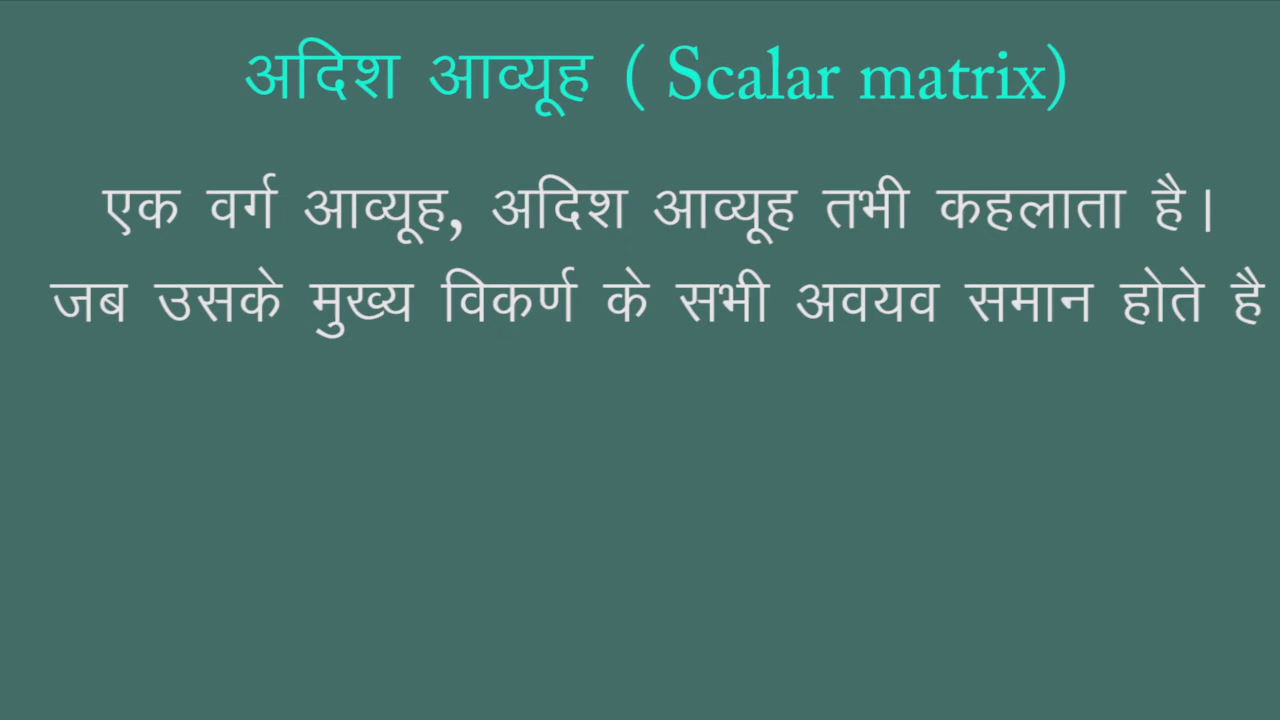 अदिश आव्यूह ( Scalar matrix)
एक वर्ग आव्यूह, अदिश आव्यूह तभी कहलाता है।
जब उसके मुख्य विकर्ण के सभी अवयव समान होते है